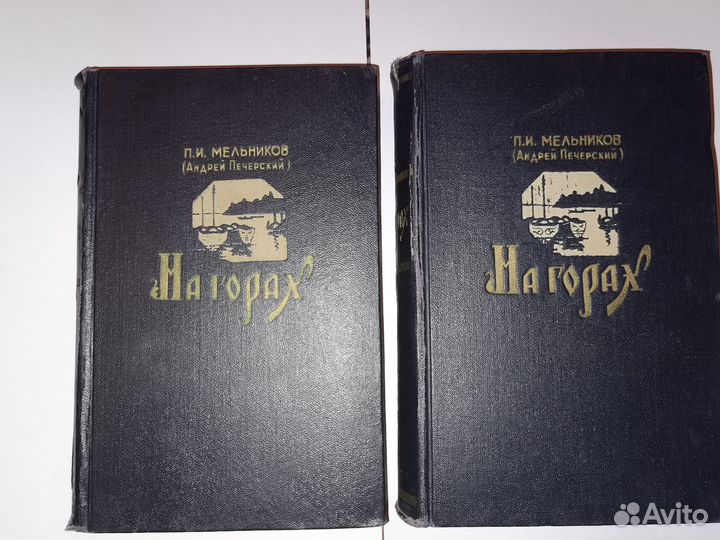 П.И. МЕЛЬНИКОВ
(АНДРЕЙ ПЕЧЕРСКИЙ)
На горах
П.И. МЕЛЬНИКОВ
(АНДРЕЙ ПЕЧЕРСКИЙ)
На горах
Avito